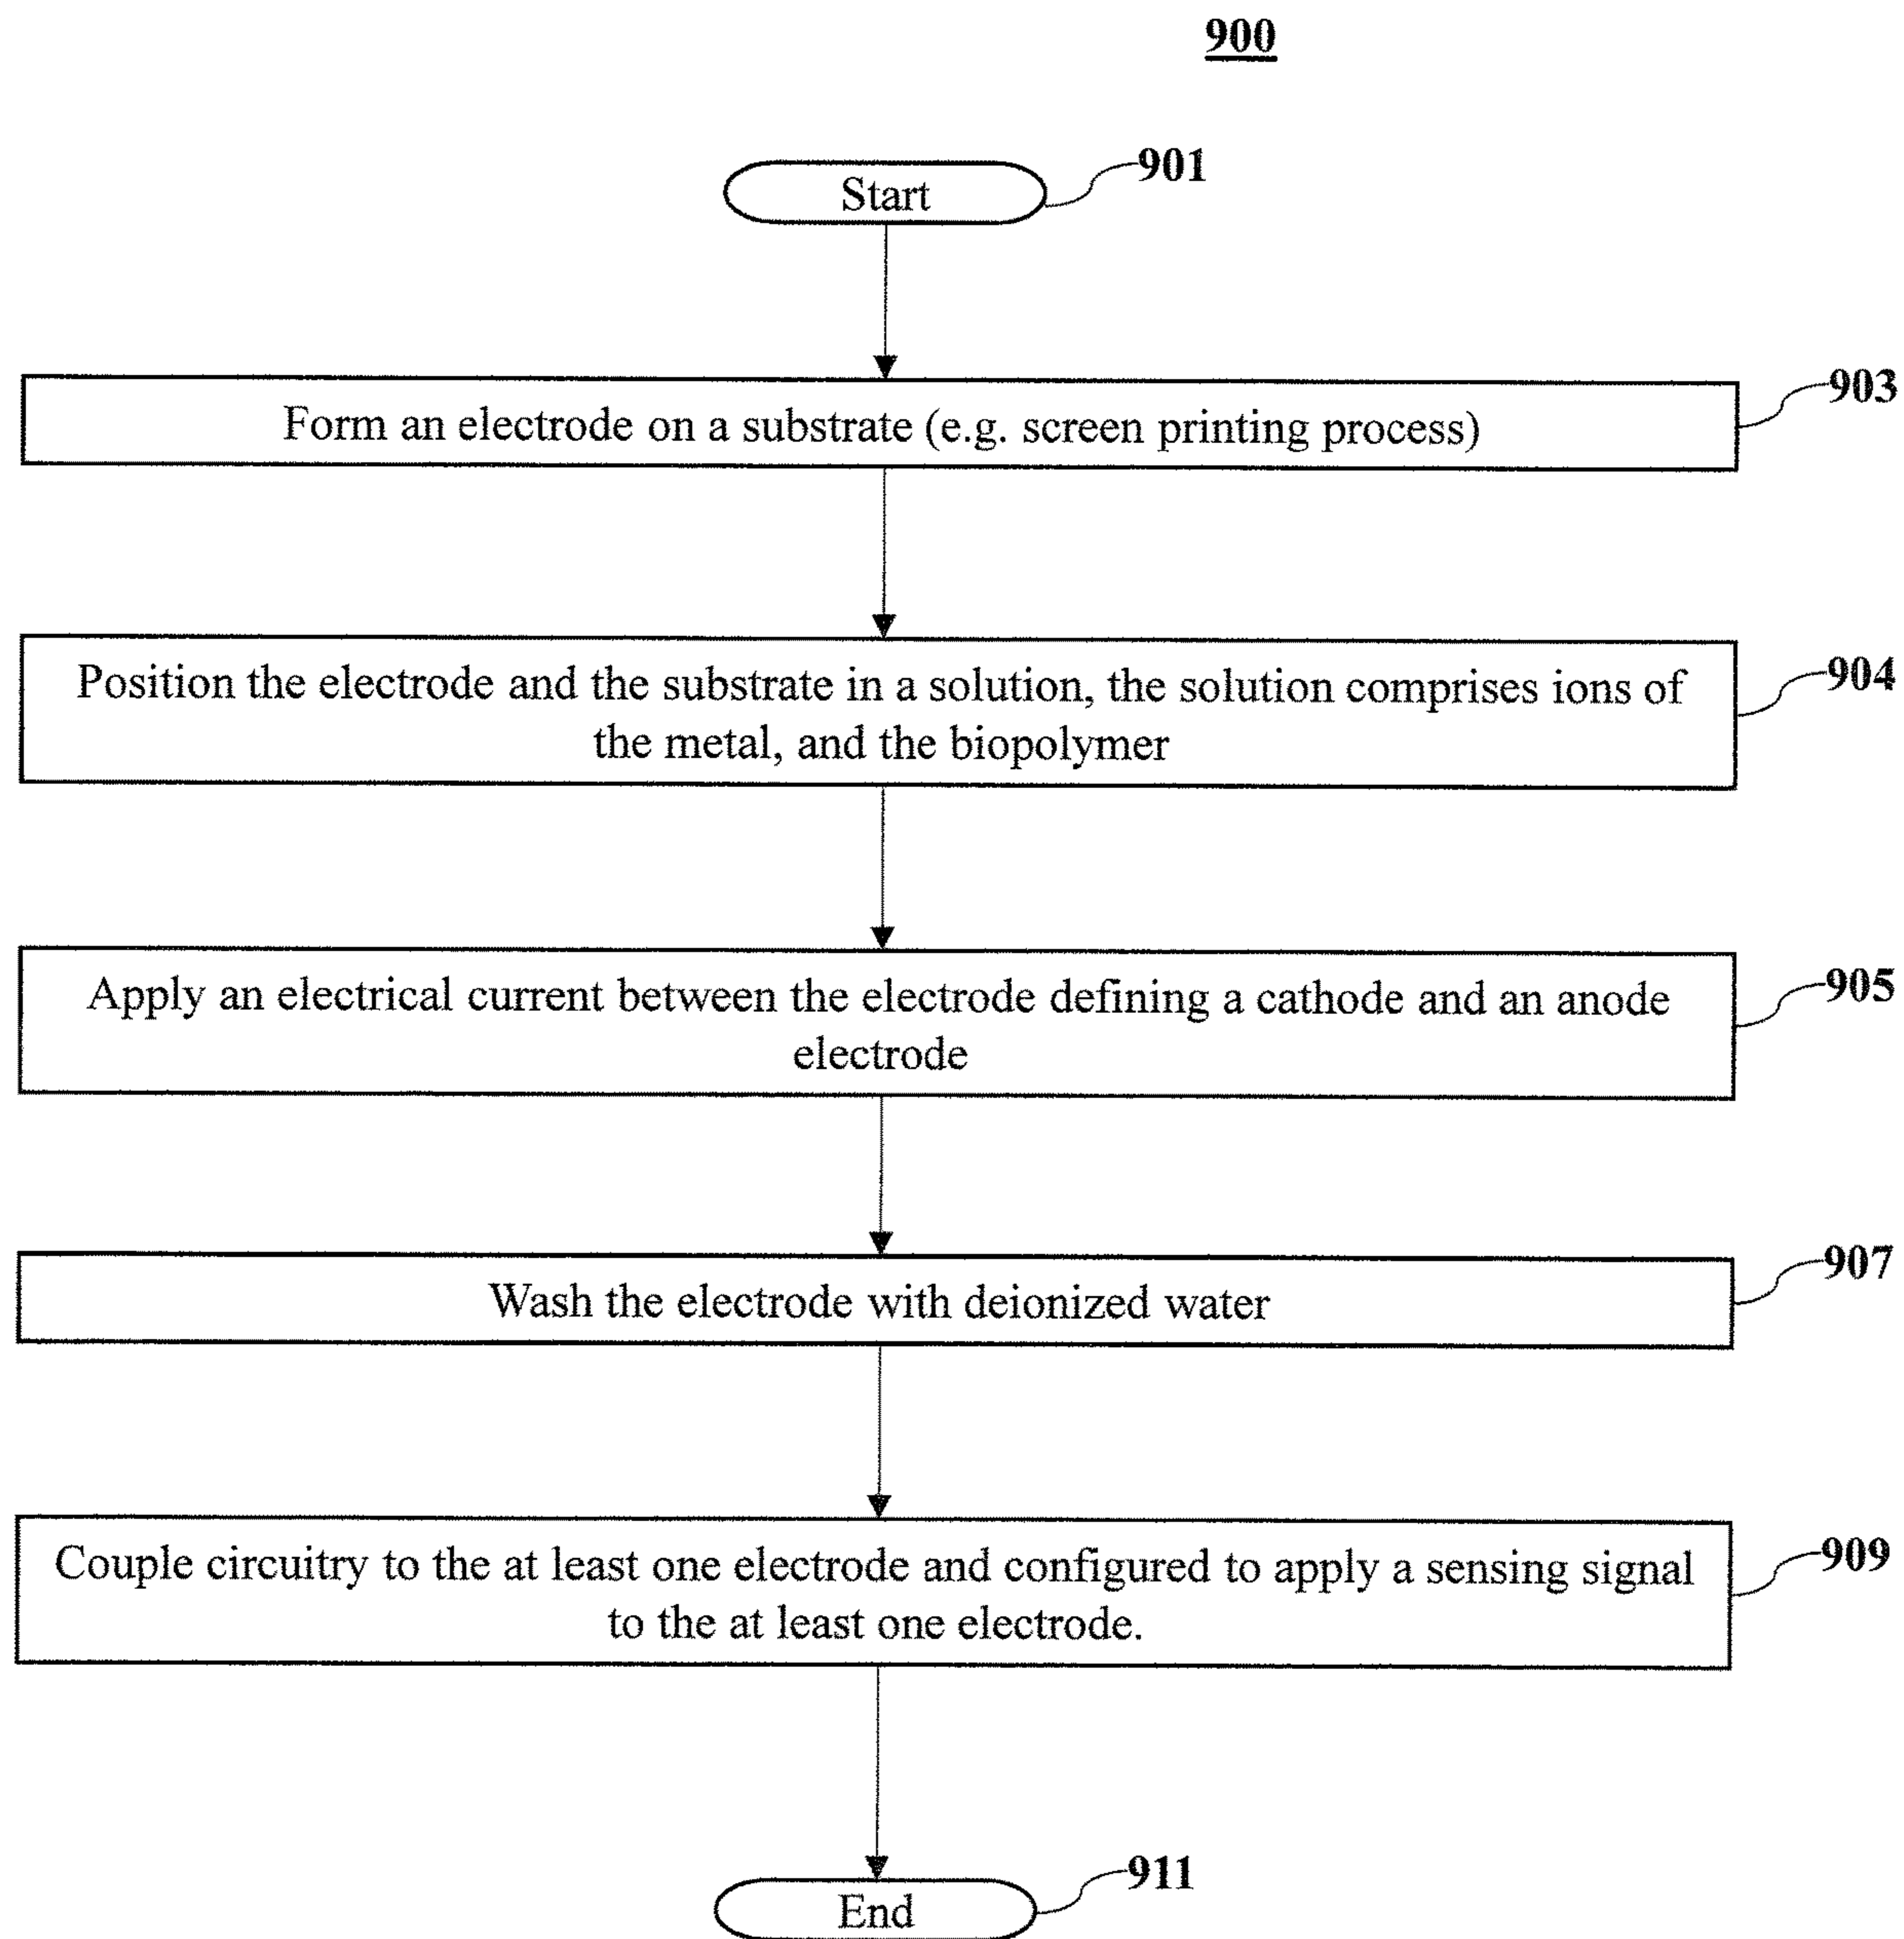 900
Start
901
Form an electrode on a substrate (e.g. screen printing process)
903
Position the electrode and the substrate in a solution, the solution comprises ions of
the metal, and the biopolymer
904
Apply an electrical current between the electrode defining a cathode and an anode
electrode
905
Wash the electrode with deionized water
907
Couple circuitry to the at least one electrode and configured to apply a sensing signal
to the at least one electrode.
909
End
911